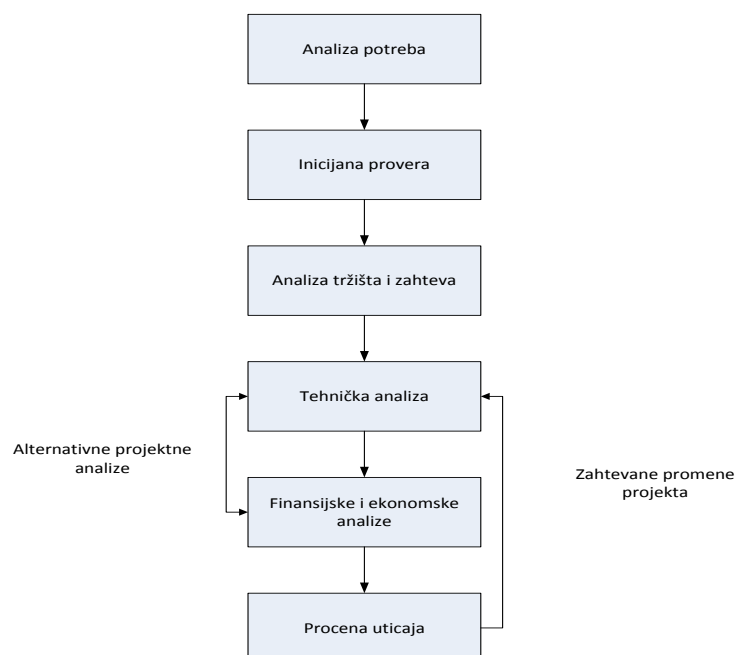 Analiza potreba
Inicijana provera
Analiza tržišta i zahteva
Tehnička analiza
Alternativne projektne
analize
Zahtevane promene
projekta
Finansijske i ekonomske
analize
Procena uticaja